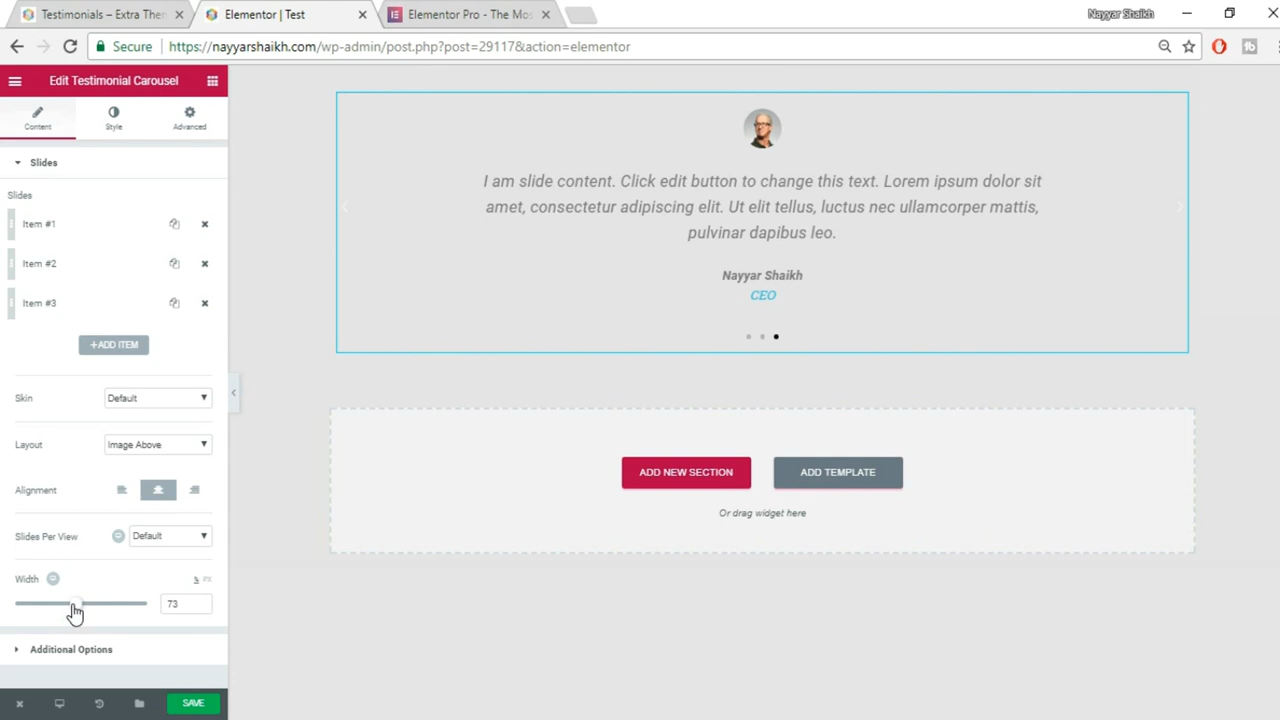 Testimonials – Extra Then
Elementor | Test
Elementor Pro - The Mos
Nayyar Shaikh
Secure
https://nayyarshaikh.com/wp-admin/post.php?post=29117&action=elementor
Edit Testimonial Carousel
Content
Style
Advanced
Slides
Slides
Item #1
Item #2
Item #3
+ ADD ITEM
Skin
Default
Layout
Image Above
Alignment
Slides Per View
Default
Width
% PX
73
Additional Options
SAVE
I am slide content. Click edit button to change this text. Lorem ipsum dolor sit
amet, consectetur adipiscing elit. Ut elit tellus, luctus nec ullamcorper mattis,
pulvinar dapibus leo.
Nayyar Shaikh
CEO
ADD NEW SECTION
ADD TEMPLATE
Or drag widget here